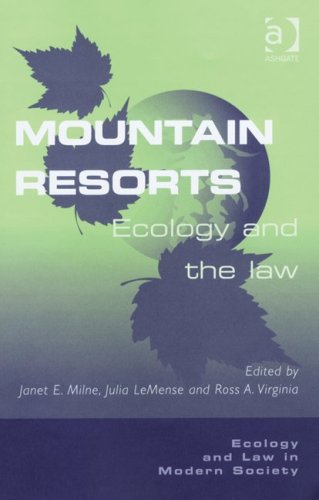 a
ASHGATE
MOUNTAIN
RESORTS
Ecology and
the law
Edited by
Janet E. Milne, Julia LeMense and Ross A. Virginia
Ecology
and Law in
Modern Society